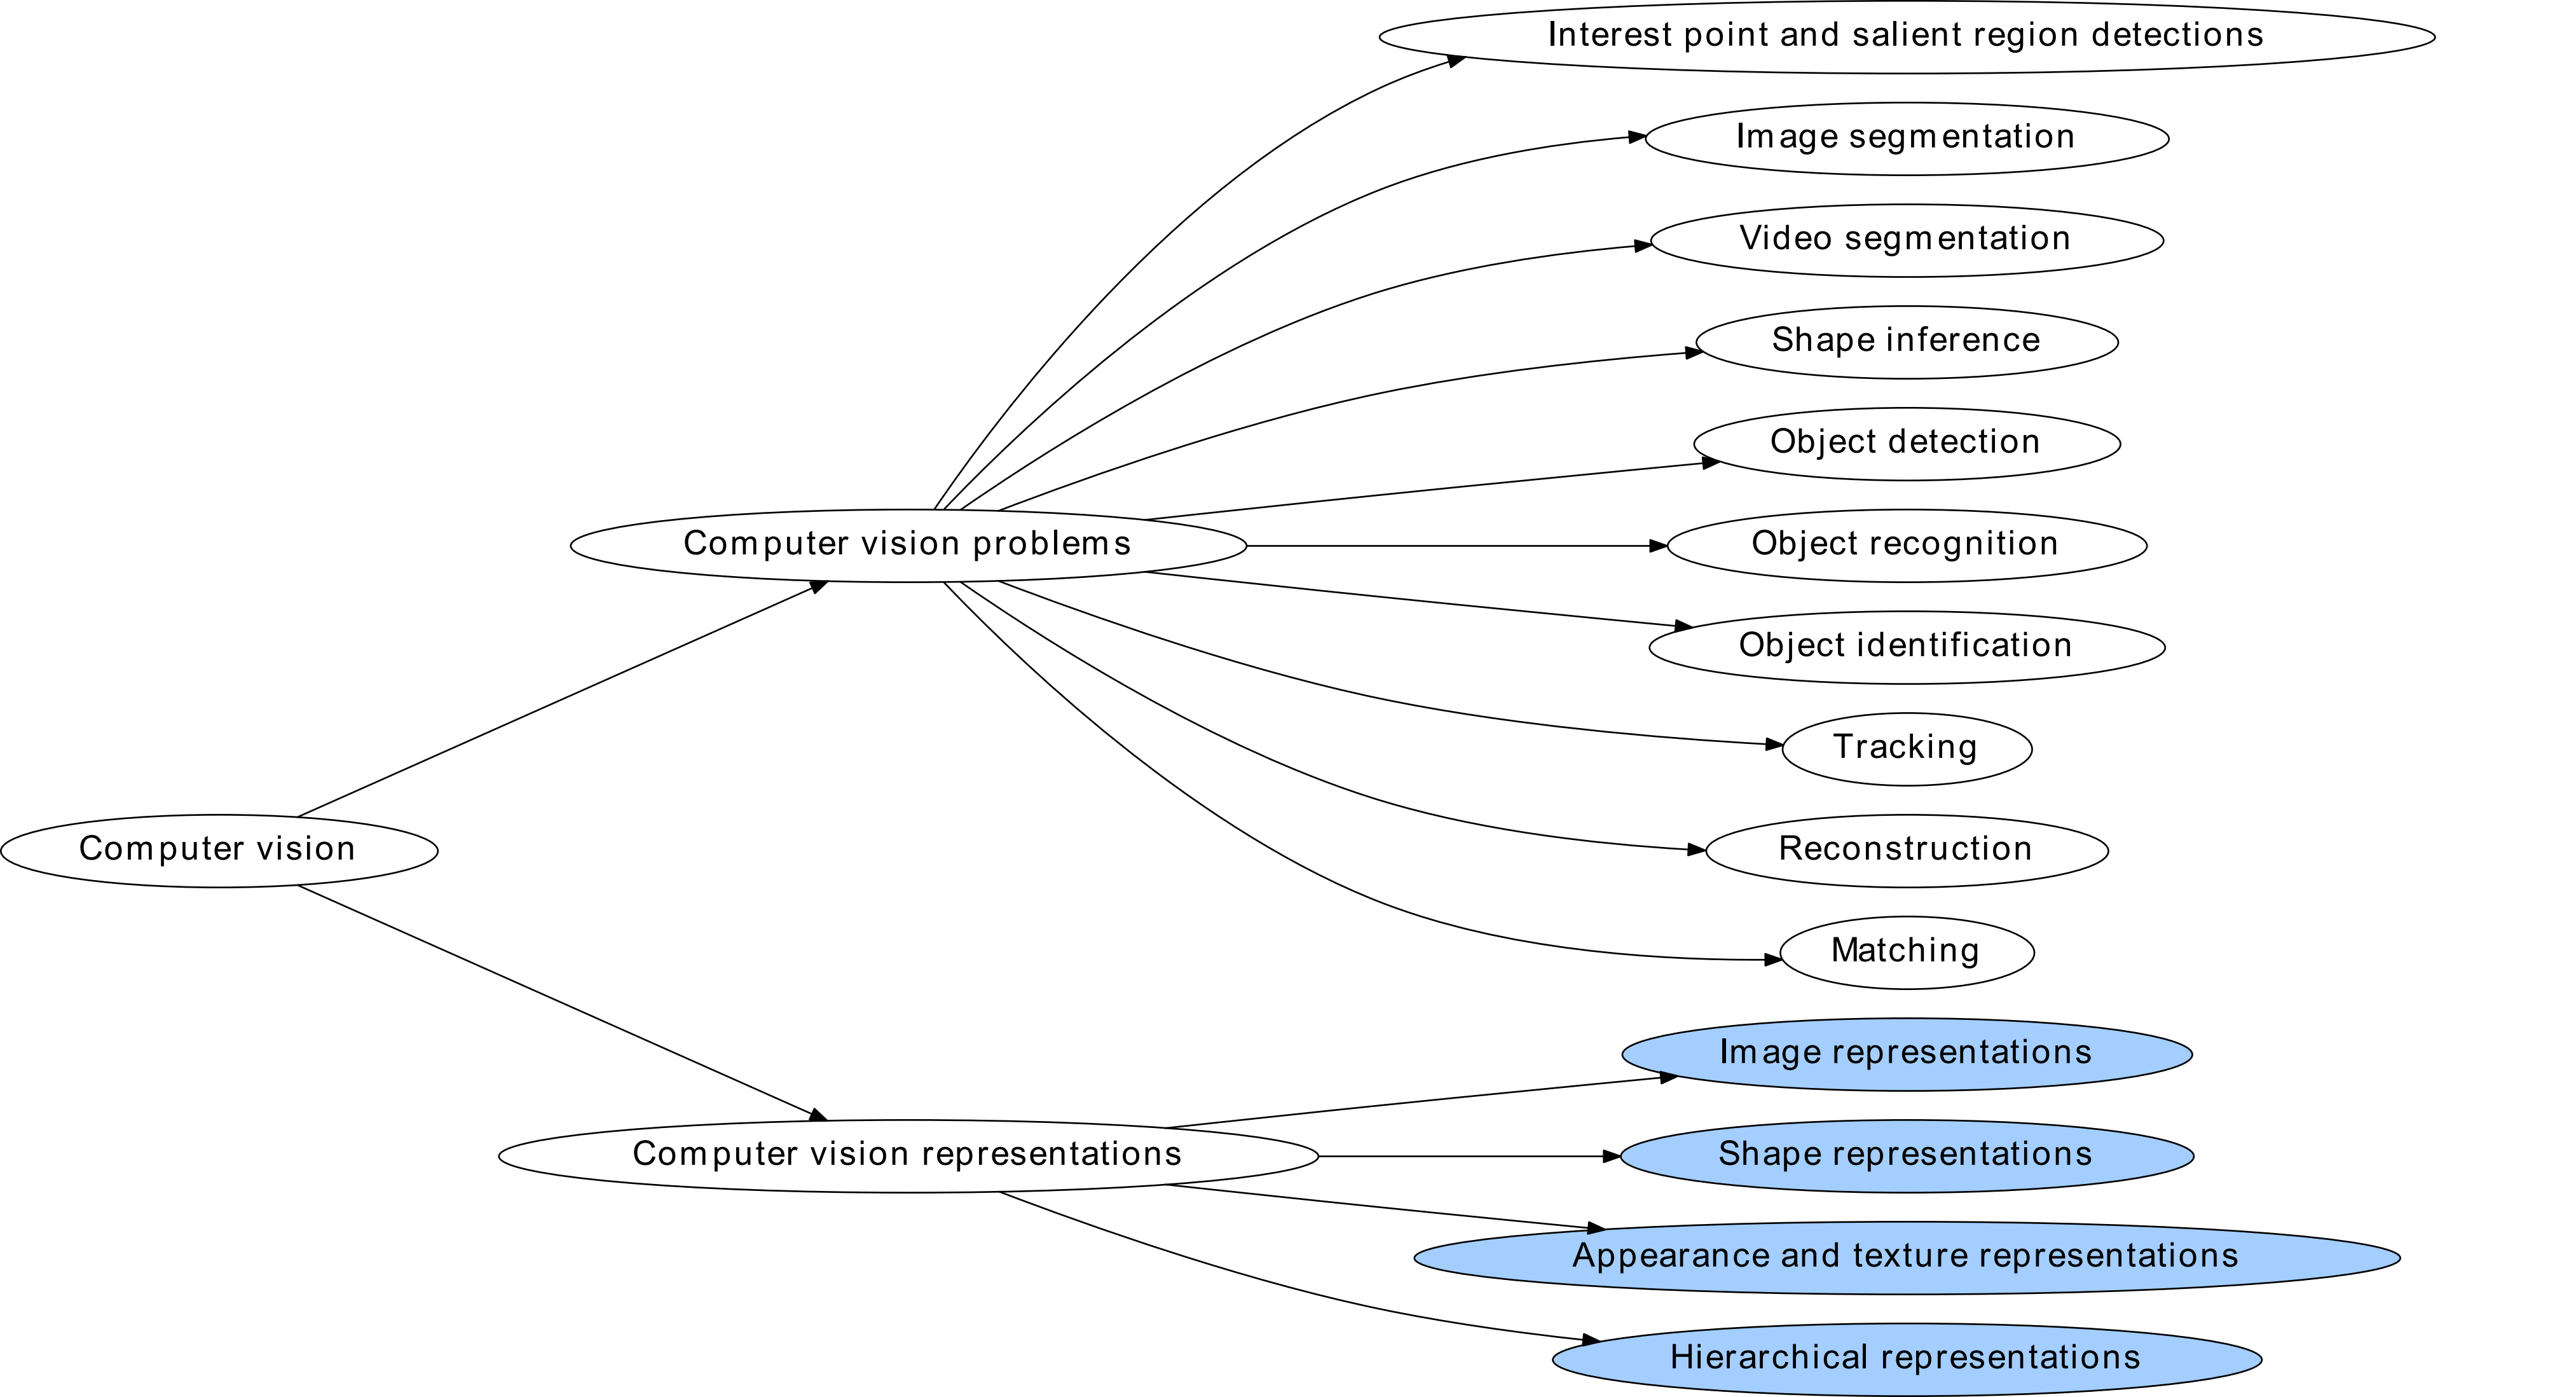 Interest point and salient region detections
Image segmentation
Video segmentation
Shape inference
Object detection
Computer vision problems
Object recognition
Object identification
Tracking
Computer vision
Reconstruction
Matching
Image representations
Computer vision representations
Shape representations
Appearance and texture representations
Hierarchical representations